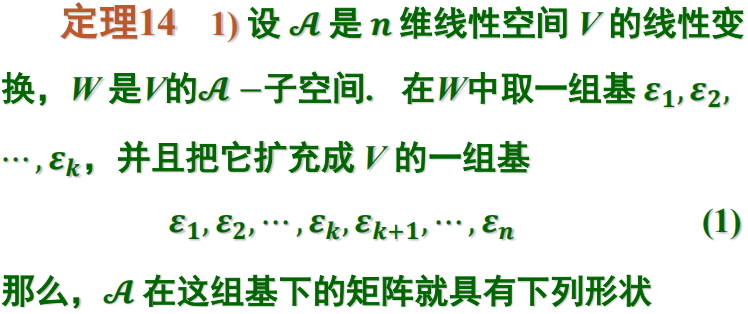 定理14 1) 设 𝒜 是 n 维线性空间 V 的线性变
换，W 是V的𝒜 −子空间. 在W中取一组基 ε₁, ε₂,
⋯, εₖ，并且把它扩充成 V 的一组基
ε₁, ε₂, ⋯, εₖ, εₖ₊₁, ⋯, εₙ (1)
那么，𝒜 在这组基下的矩阵就具有下列形状